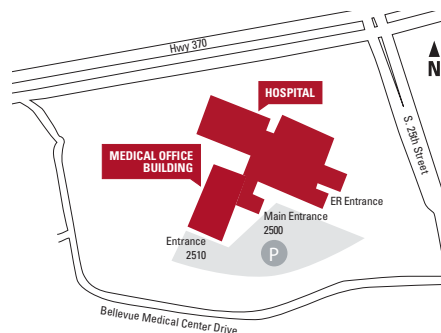 Hwy 370
N
S. 25th Street
HOSPITAL
MEDICAL OFFICE
BUILDING
ER Entrance
Main Entrance
2500
Entrance
2510
P
Bellevue Medical Center Drive